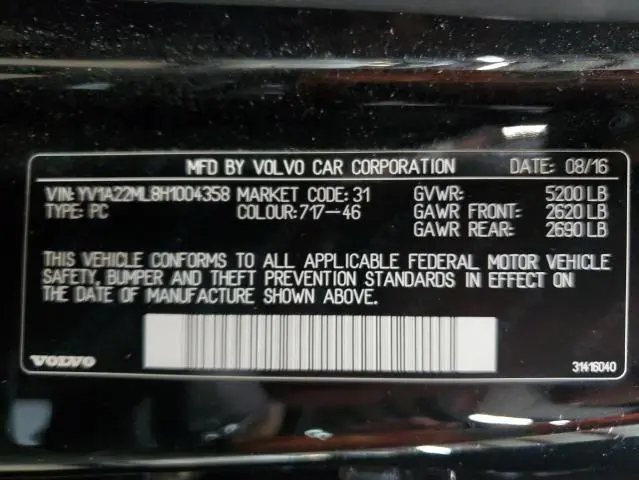 MFD BY VOLVO CAR CORPORATION DATE: 08/16
VIN: YV1A22ML8H1004358 MARKET CODE: 31 GVWR: 5200 LB
TYPE: PC COLOUR: 717-46 GAWR FRONT: 2620 LB
GAWR REAR: 2690 LB
THIS VEHICLE CONFORMS TO ALL APPLICABLE FEDERAL MOTOR VEHICLE
SAFETY, BUMPER AND THEFT PREVENTION STANDARDS IN EFFECT ON
THE DATE OF MANUFACTURE SHOWN ABOVE.
VOLVO 31416040